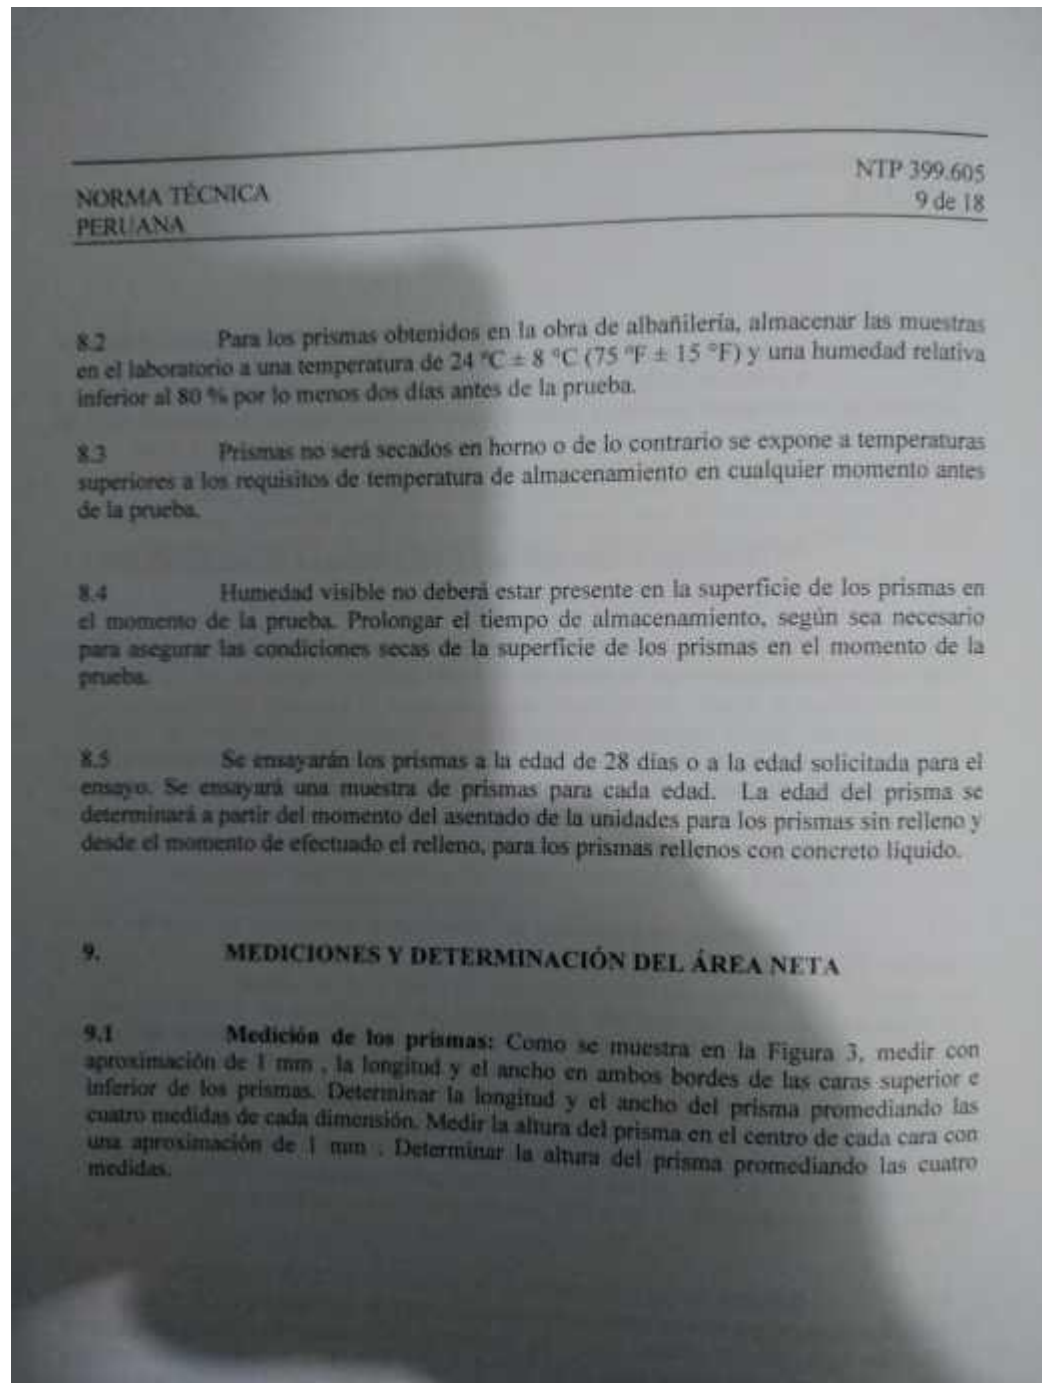 NORMA TÉCNICA
PERUANA
NTP 399.605
9 de 18
8.2 Para los prismas obtenidos en la obra de albañilería, almacenar las muestras
en el laboratorio a una temperatura de 24 °C ± 8 °C (75 °F ± 15 °F) y una humedad relativa
inferior al 80 % por lo menos dos días antes de la prueba.
8.3 Prismas no será secados en horno o de lo contrario se expone a temperaturas
superiores a los requisitos de temperatura de almacenamiento en cualquier momento antes
de la prueba.
8.4 Humedad visible no deberá estar presente en la superficie de los prismas en
el momento de la prueba. Prolongar el tiempo de almacenamiento, según sea necesario
para asegurar las condiciones secas de la superficie de los prismas en el momento de la
prueba.
8.5 Se ensayarán los prismas a la edad de 28 días o a la edad solicitada para el
ensayo. Se ensayará una muestra de prismas para cada edad. La edad del prisma se
determinará a partir del momento del asentado de la unidades para los prismas sin relleno y
desde el momento de efectuado el relleno, para los prismas rellenos con concreto líquido.
9. MEDICIONES Y DETERMINACIÓN DEL ÁREA NETA
9.1 Medición de los prismas: Como se muestra en la Figura 3, medir con
aproximación de 1 mm , la longitud y el ancho en ambos bordes de las caras superior e
inferior de los prismas. Determinar la longitud y el ancho del prisma promediando las
cuatro medidas de cada dimensión. Medir la altura del prisma en el centro de cada cara con
una aproximación de 1 mm . Determinar la altura del prisma promediando las cuatro
medidas.